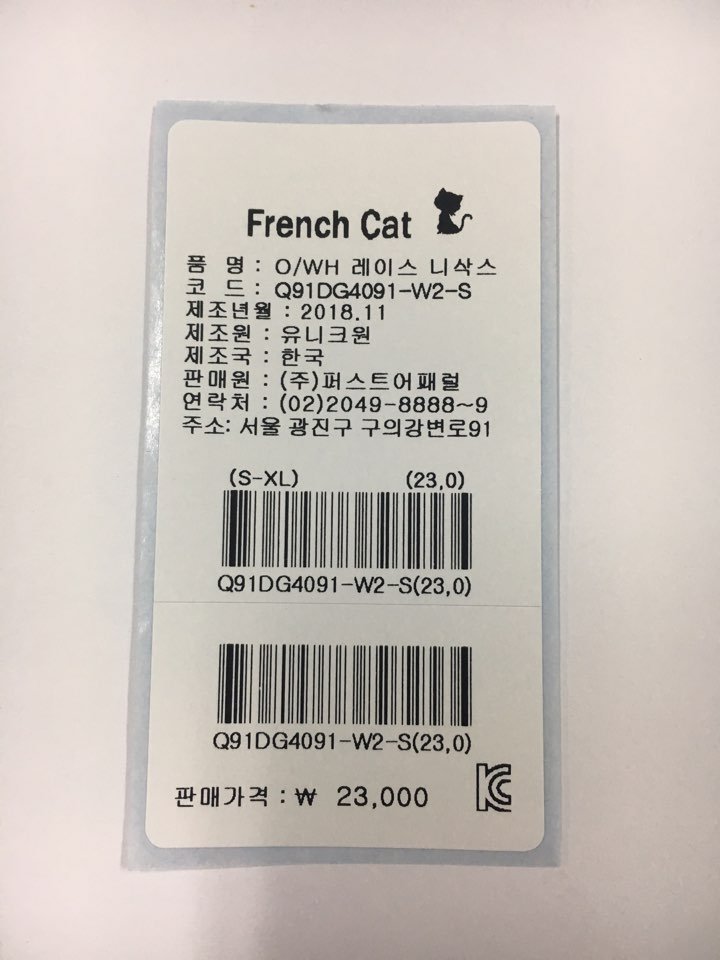 French Cat
품 명 : O/WH 레이스 니삭스
코 드 : Q91DG4091-W2-S
제조년월 : 2018.11
제조원 : 유니크원
제조국 : 한국
판매원 : (주)퍼스트어패럴
연락처 : (02)2049-8888~9
주소: 서울 광진구 구의강변로91
(S-XL) (23,0)
Q91DG4091-W2-S(23,0)
Q91DG4091-W2-S(23,0)
판매가격 : ₩ 23,000
KC